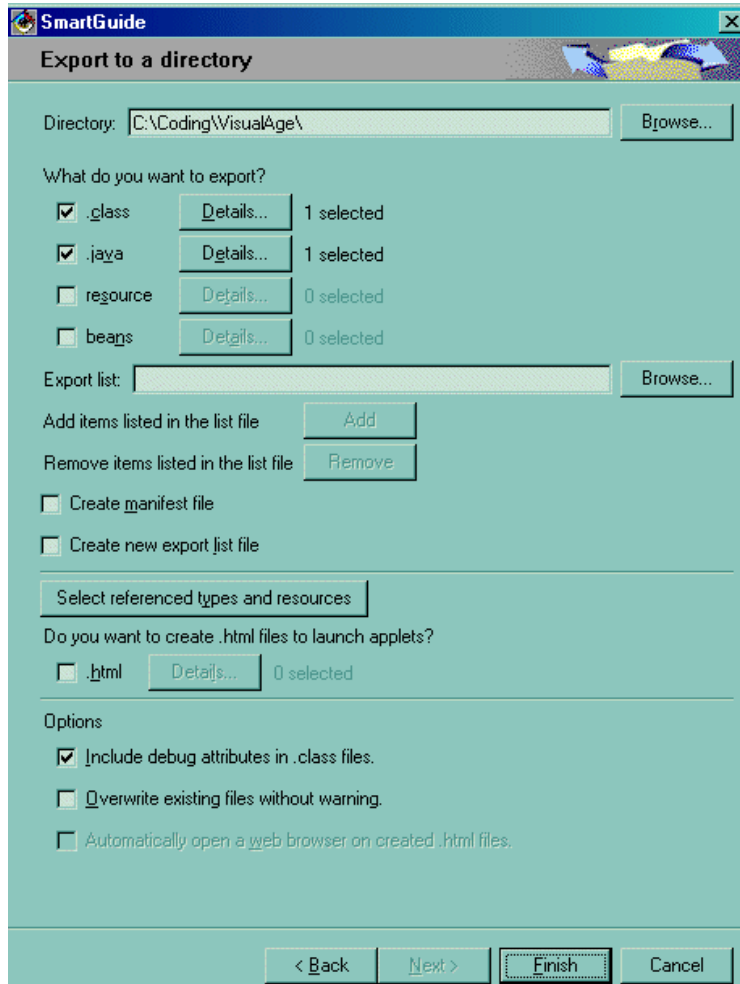 SmartGuide
Export to a directory
Directory: C:\Coding\VisualAge\ Browse...
What do you want to export?
.class Details... 1 selected
.java Details... 1 selected
resource Details... 0 selected
beans Details... 0 selected
Export list: Browse...
Add items listed in the list file Add
Remove items listed in the list file Remove
Create manifest file
Create new export list file
Select referenced types and resources
Do you want to create .html files to launch applets?
.html Details... 0 selected
Options
Include debug attributes in .class files.
Overwrite existing files without warning.
Automatically open a web browser on created .html files.
< Back Next > Finish Cancel